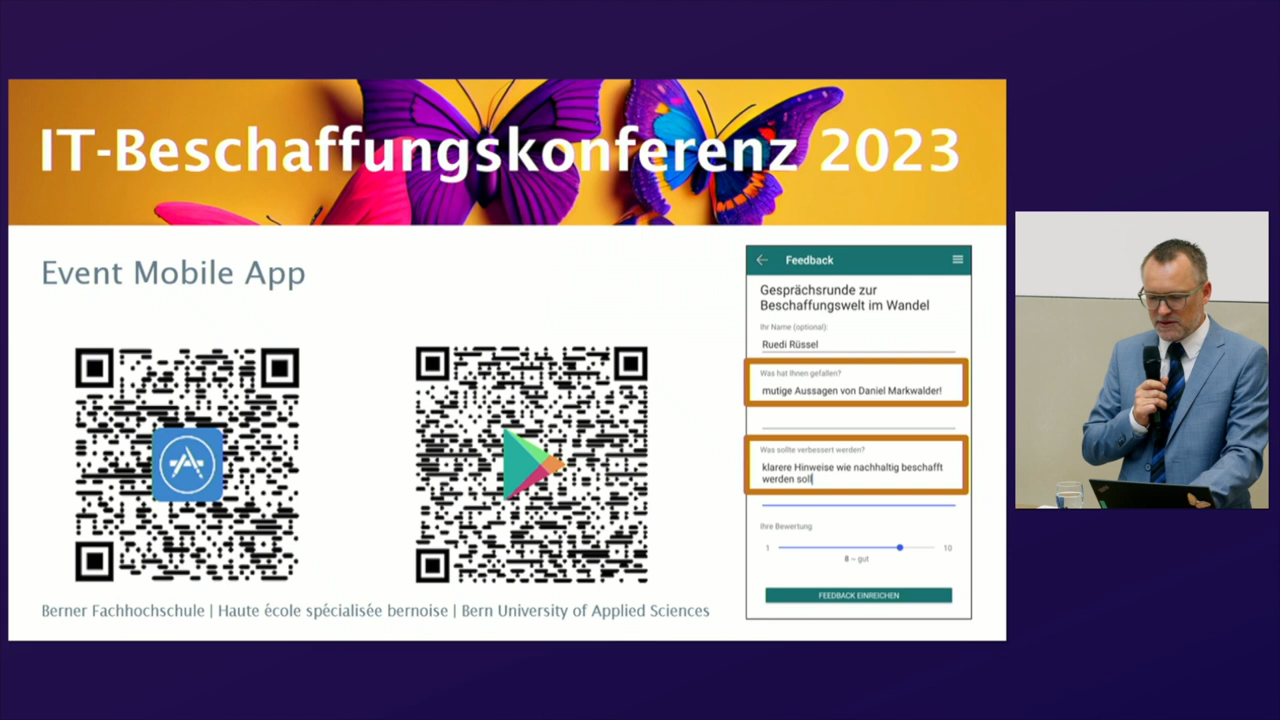 IT-Beschaffungskonferenz 2023
Event Mobile App
Berner Fachhochschule | Haute école spécialisée bernoise | Bern University of Applied Sciences
Feedback
Gesprächsrunde zur
Beschaffungswelt im Wandel
Ihr Name (optional):
Ruedi Rüssel
Was hat Ihnen gefallen?
mutige Aussagen von Daniel Markwalder!
Was sollte verbessert werden?
klarere Hinweise wie nachhaltig beschafft
werden soll
Ihre Bewertung
1 10
8 – gut
FEEDBACK EINREICHEN